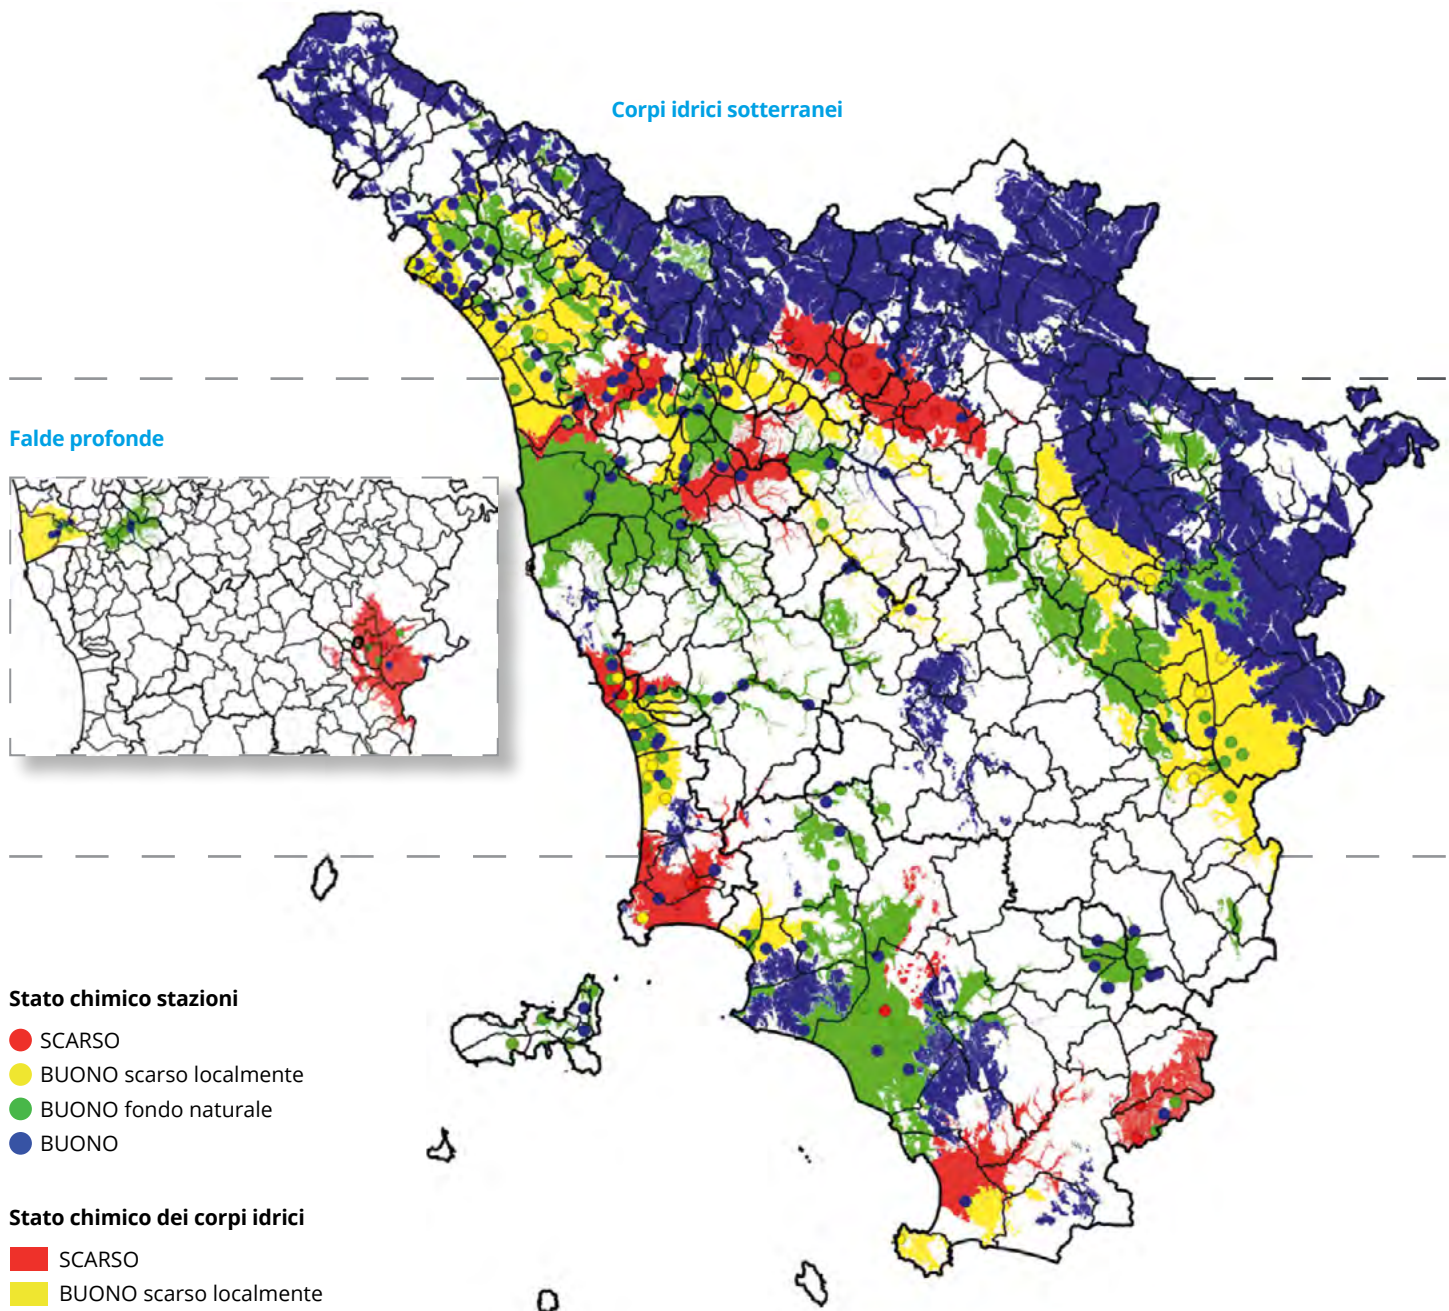 Corpi idrici sotterranei
Falde profonde
Stato chimico stazioni
SCARSO
BUONO scarso localmente
BUONO fondo naturale
BUONO
Stato chimico dei corpi idrici
SCARSO
BUONO scarso localmente